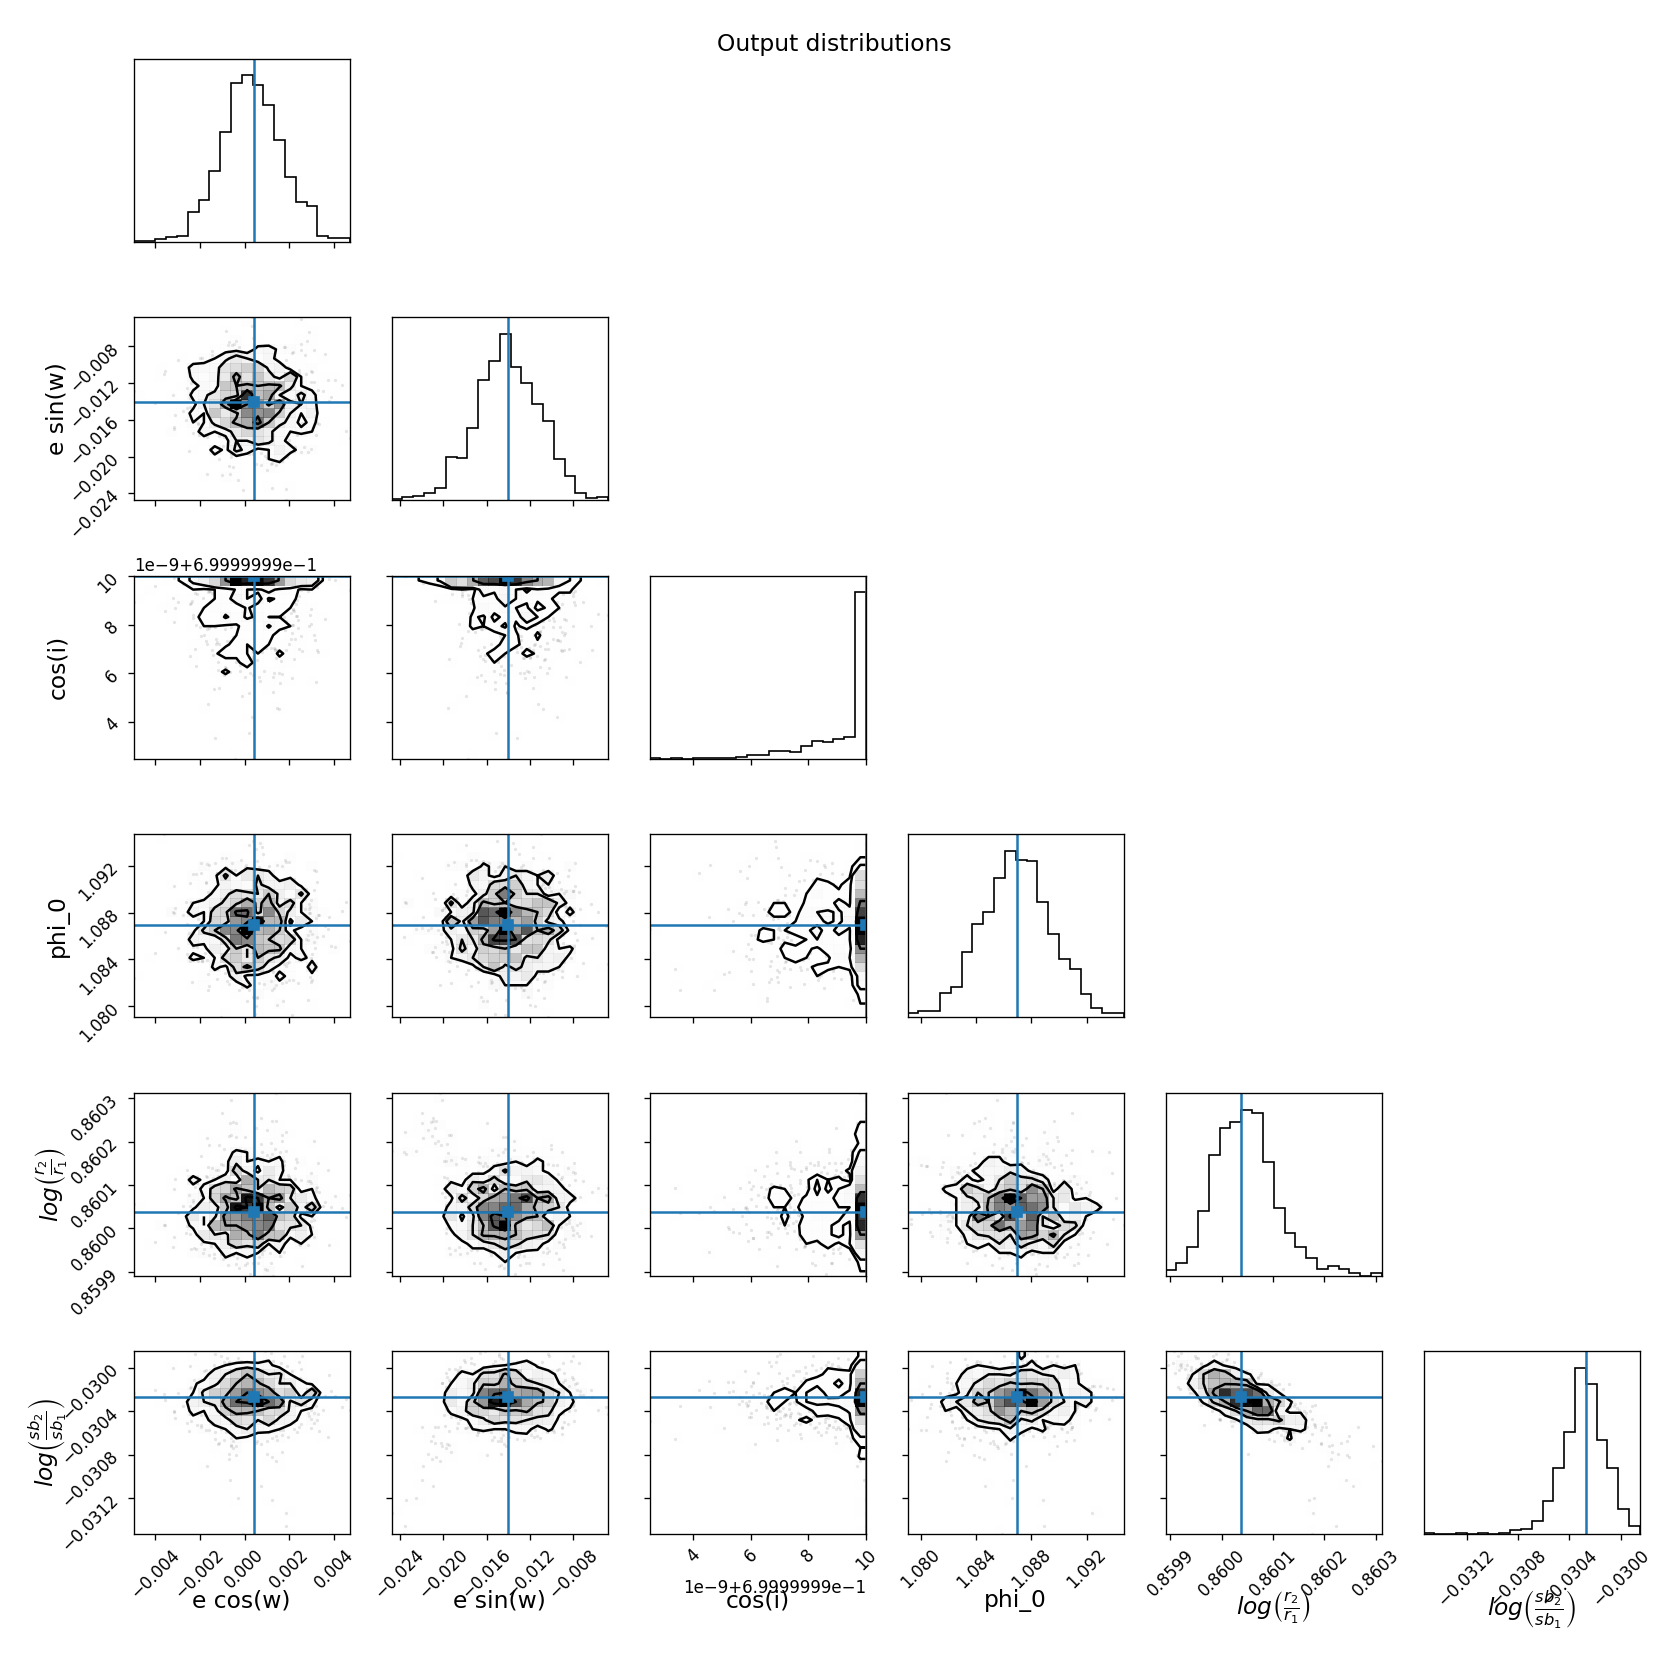 Output distributions
e sin(w)
−0.008
−0.012
−0.016
−0.020
−0.024
1e−9+6.9999999e−1
cos(i)
10
8
6
4
phi_0
1.092
1.088
1.084
1.080
log(r₂/r₁)
0.8603
0.8602
0.8601
0.8600
0.8599
log(sb₂/sb₁)
−0.0300
−0.0304
−0.0308
−0.0312
−0.004 −0.002 0.000 0.002 0.004
−0.024 −0.020 −0.016 −0.012 −0.008
4 6 8 10
1.080 1.084 1.088 1.092
0.8599 0.8600 0.8601 0.8602 0.8603
−0.0312 −0.0308 −0.0304 −0.0300
1e−9+6.9999999e−1
e cos(w)
e sin(w)
cos(i)
phi_0
log(r₂/r₁)
log(sb₂/sb₁)